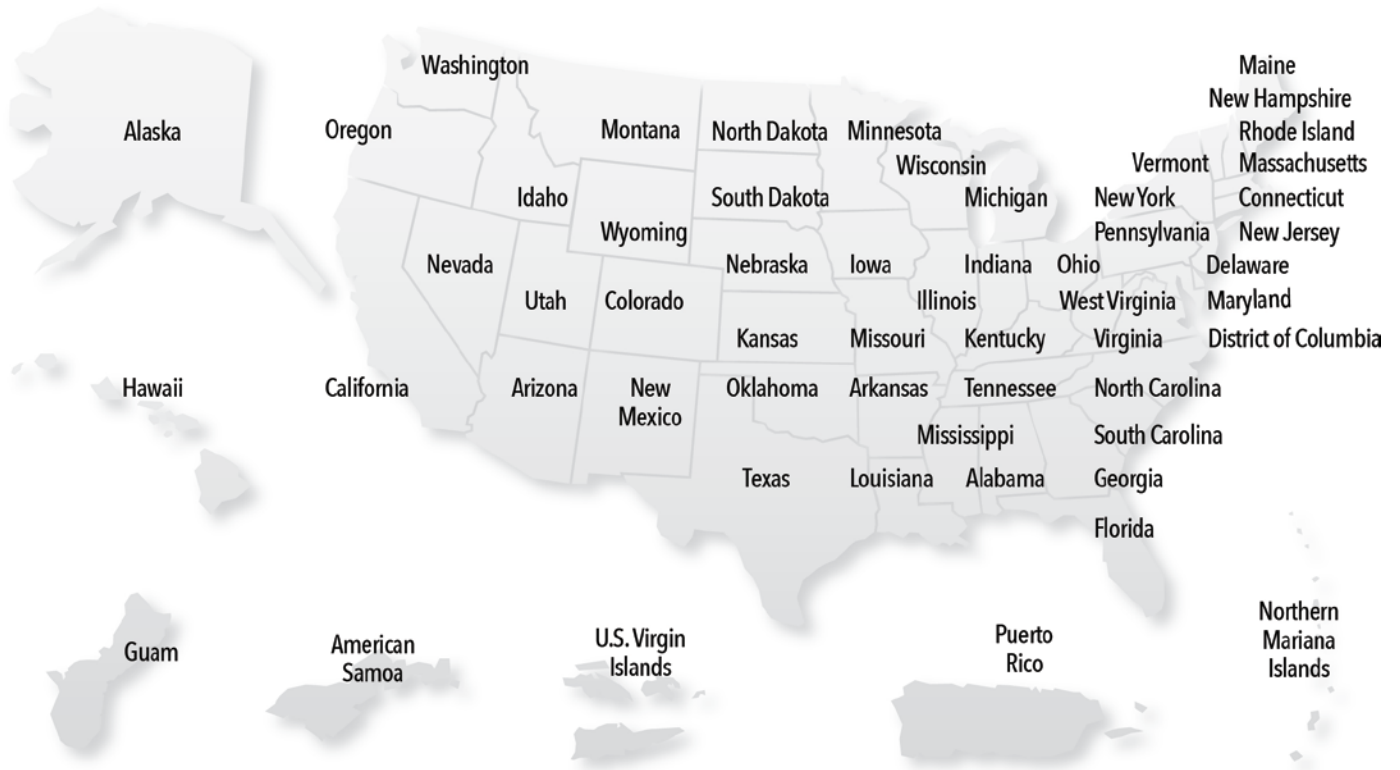 Washington
Maine
New Hampshire
Alaska
Oregon
Montana
North Dakota
Minnesota
Rhode Island
Wisconsin
Vermont
Massachusetts
Idaho
South Dakota
Michigan
New York
Connecticut
Wyoming
Pennsylvania
New Jersey
Nevada
Nebraska
Iowa
Indiana
Ohio
Delaware
Utah
Colorado
Illinois
West Virginia
Maryland
Kansas
Missouri
Kentucky
Virginia
District of Columbia
Hawaii
California
Arizona
New
Mexico
Oklahoma
Arkansas
Tennessee
North Carolina
Mississippi
South Carolina
Texas
Louisiana
Alabama
Georgia
Florida
Guam
American
Samoa
U.S. Virgin
Islands
Puerto
Rico
Northern
Mariana
Islands